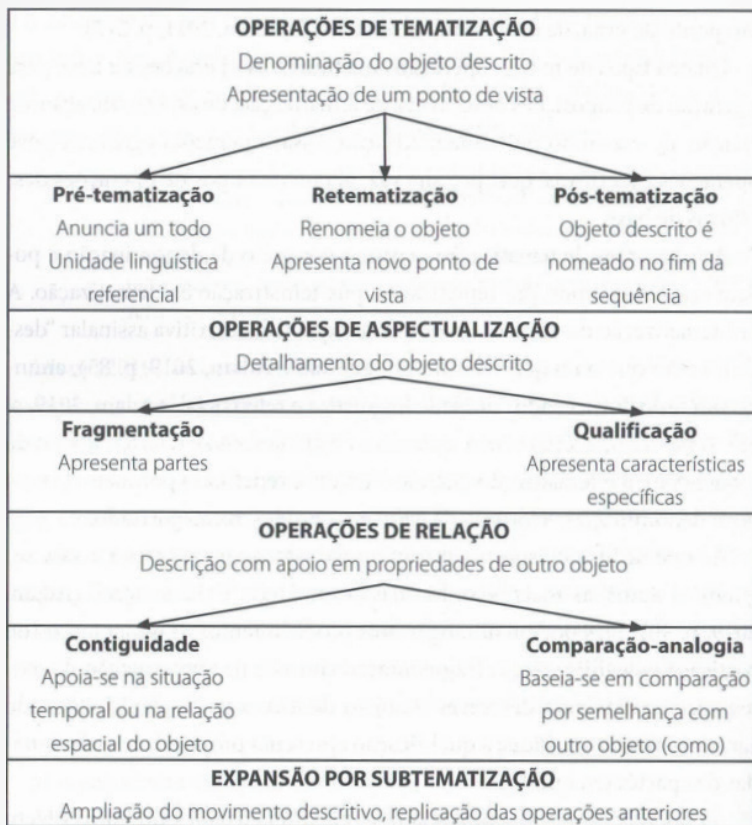 OPERAÇÕES DE TEMATIZAÇÃO
Denominação do objeto descrito
Apresentação de um ponto de vista
Pré-tematização
Anuncia um todo
Unidade linguística
referencial
Retematização
Renomeia o objeto
Apresenta novo ponto de
vista
Pós-tematização
Objeto descrito é
nomeado no fim da
sequência
OPERAÇÕES DE ASPECTUALIZAÇÃO
Detalhamento do objeto descrito
Fragmentação
Apresenta partes
Qualificação
Apresenta características
específicas
OPERAÇÕES DE RELAÇÃO
Descrição com apoio em propriedades de outro objeto
Contiguidade
Apoia-se na situação
temporal ou na relação
espacial do objeto
Comparação-analogia
Baseia-se em comparação
por semelhança com
outro objeto (como)
EXPANSÃO POR SUBTEMATIZAÇÃO
Ampliação do movimento descritivo, replicação das operações anteriores